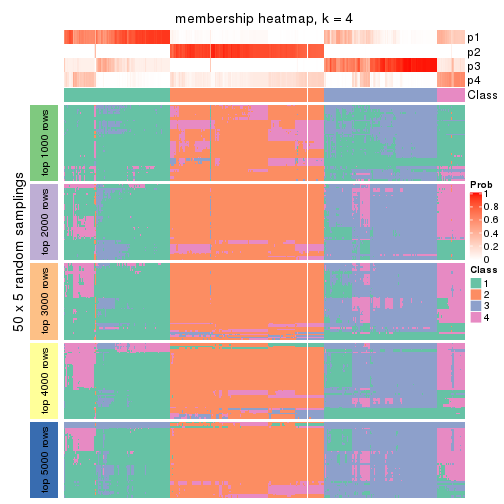 membership heatmap, k = 4
p1
p2
p3
p4
Class
50 x 5 random samplings
top 1000 rows
top 2000 rows
top 3000 rows
top 4000 rows
top 5000 rows
Prob
1
0.8
0.6
0.4
0.2
0
Class
1
2
3
4